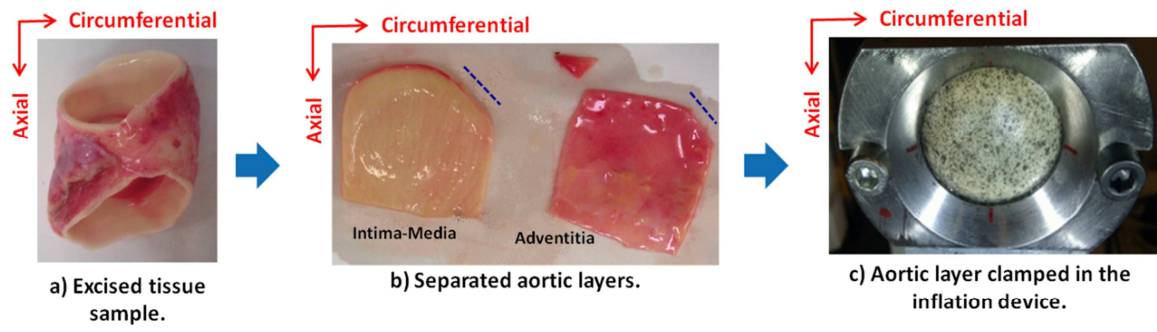 Circumferential
Axial
a) Excised tissue
sample.
Circumferential
Axial
Intima-Media
Adventitia
b) Separated aortic layers.
Circumferential
Axial
c) Aortic layer clamped in the
inflation device.